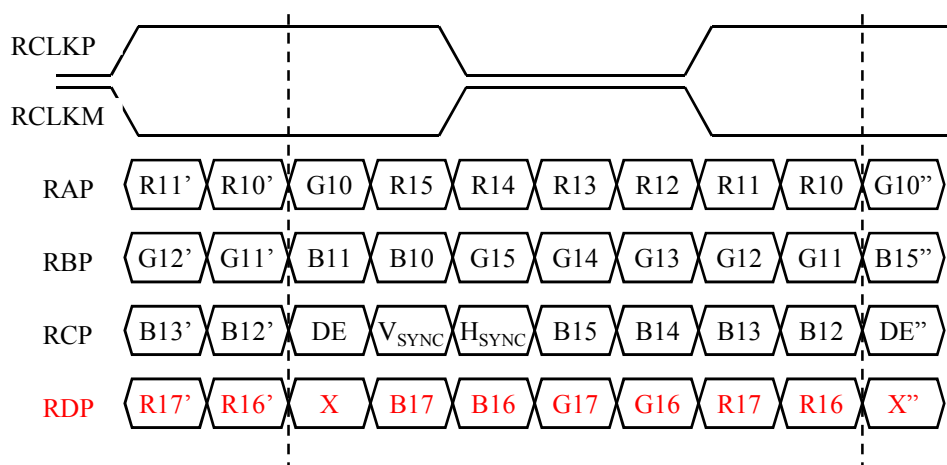 RCLKP
RCLKM
RAP R11’ R10’ G10 R15 R14 R13 R12 R11 R10 G10”
RBP G12’ G11’ B11 B10 G15 G14 G13 G12 G11 B15”
RCP B13’ B12’ DE VSYNC HSYNC B15 B14 B13 B12 DE”
RDP R17’ R16’ X B17 B16 G17 G16 R17 R16 X”